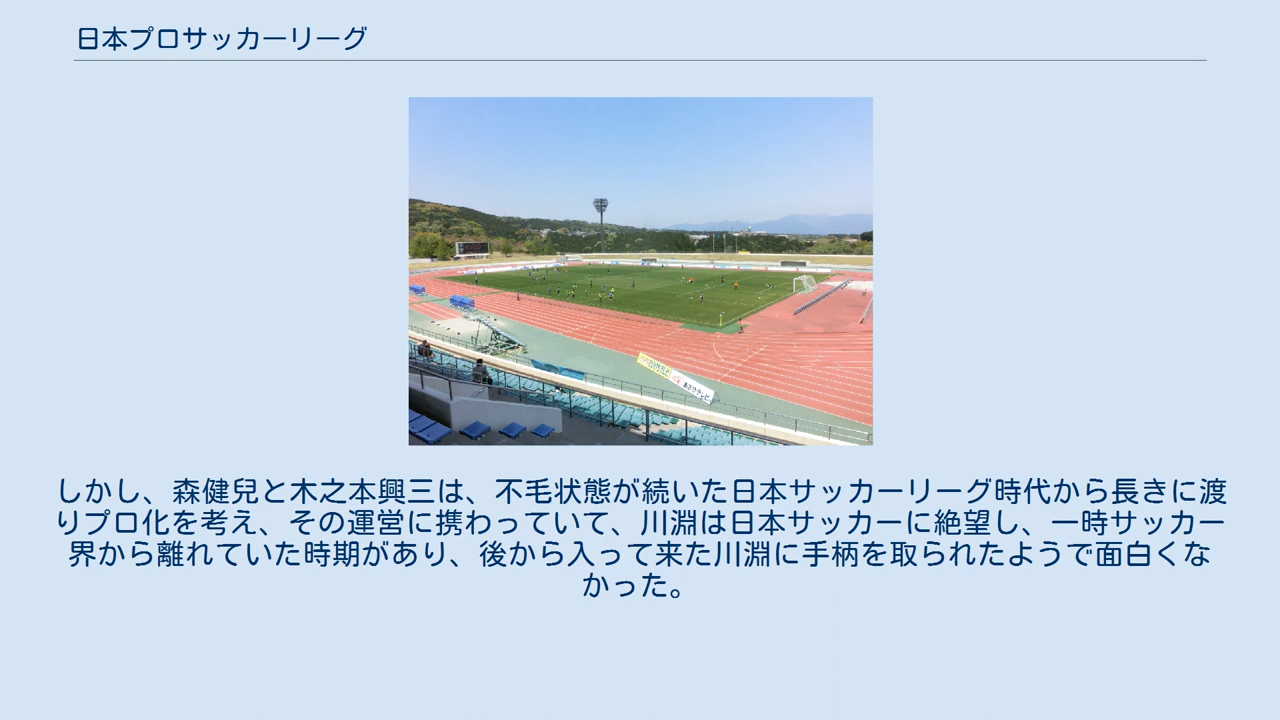 日本プロサッカーリーグ
しかし、森健兒と木之本興三は、不毛状態が続いた日本サッカーリーグ時代から長きに渡
りプロ化を考え、その運営に携わっていて、川淵は日本サッカーに絶望し、一時サッカー
界から離れていた時期があり、後から入って来た川淵に手柄を取られたようで面白くな
かった。